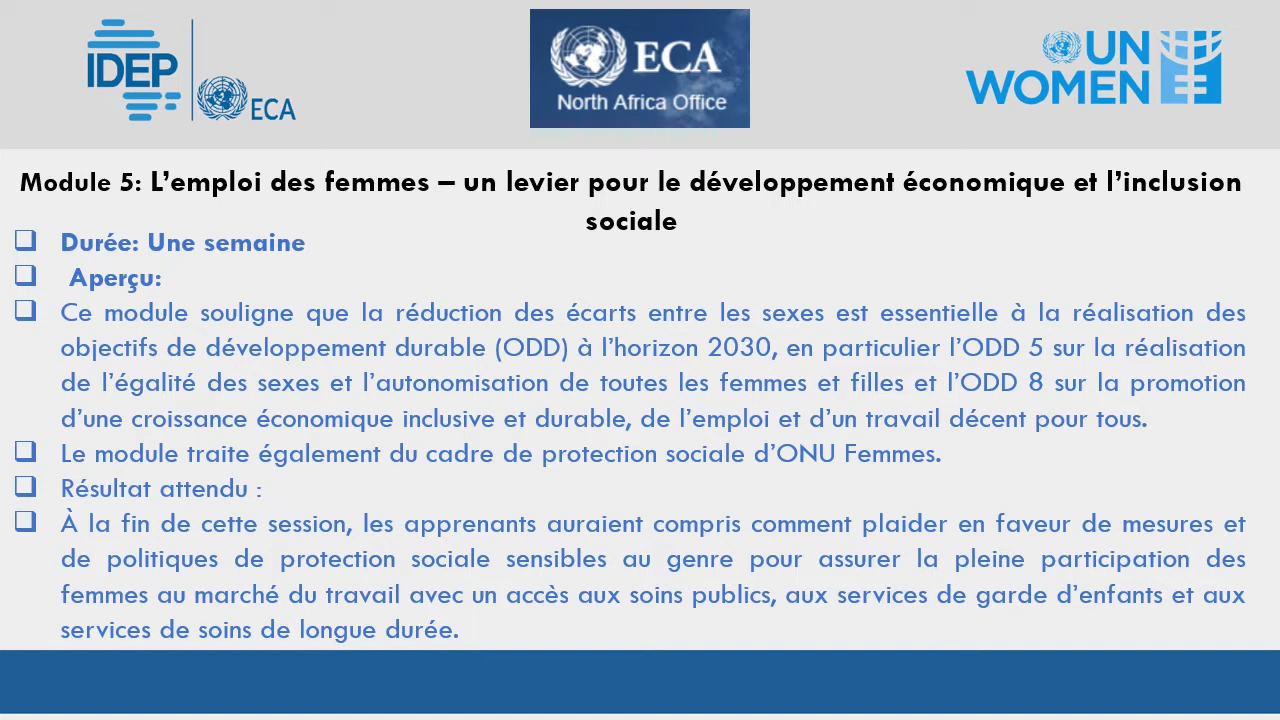 IDEP
ECA
ECA
North Africa Office
UN
WOMEN
Module 5: L’emploi des femmes – un levier pour le développement économique et l’inclusion
sociale
Durée: Une semaine
Aperçu:
Ce module souligne que la réduction des écarts entre les sexes est essentielle à la réalisation des
objectifs de développement durable (ODD) à l’horizon 2030, en particulier l’ODD 5 sur la réalisation
de l’égalité des sexes et l’autonomisation de toutes les femmes et filles et l’ODD 8 sur la promotion
d’une croissance économique inclusive et durable, de l’emploi et d’un travail décent pour tous.
Le module traite également du cadre de protection sociale d’ONU Femmes.
Résultat attendu :
À la fin de cette session, les apprenants auraient compris comment plaider en faveur de mesures et
de politiques de protection sociale sensibles au genre pour assurer la pleine participation des
femmes au marché du travail avec un accès aux soins publics, aux services de garde d’enfants et aux
services de soins de longue durée.